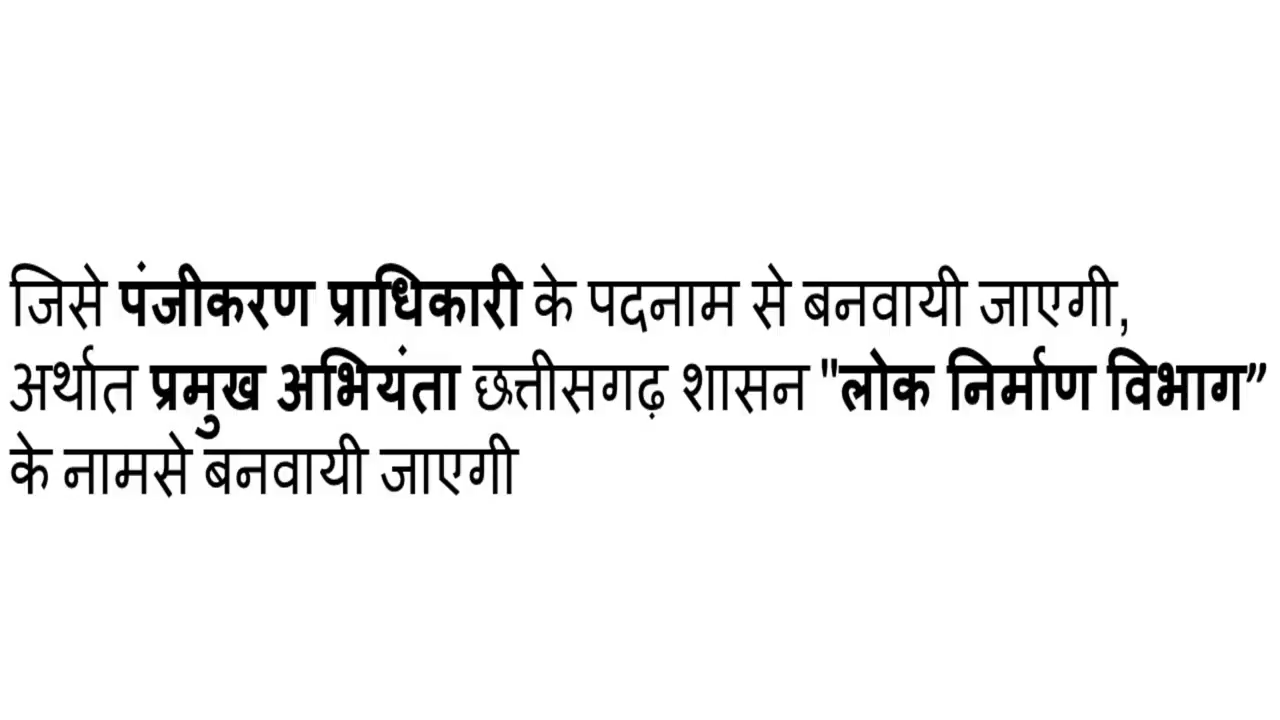 जिसे पंजीकरण प्राधिकारी के पदनाम से बनवायी जाएगी,
अर्थात प्रमुख अभियंता छत्तीसगढ़ शासन "लोक निर्माण विभाग”
के नामसे बनवायी जाएगी